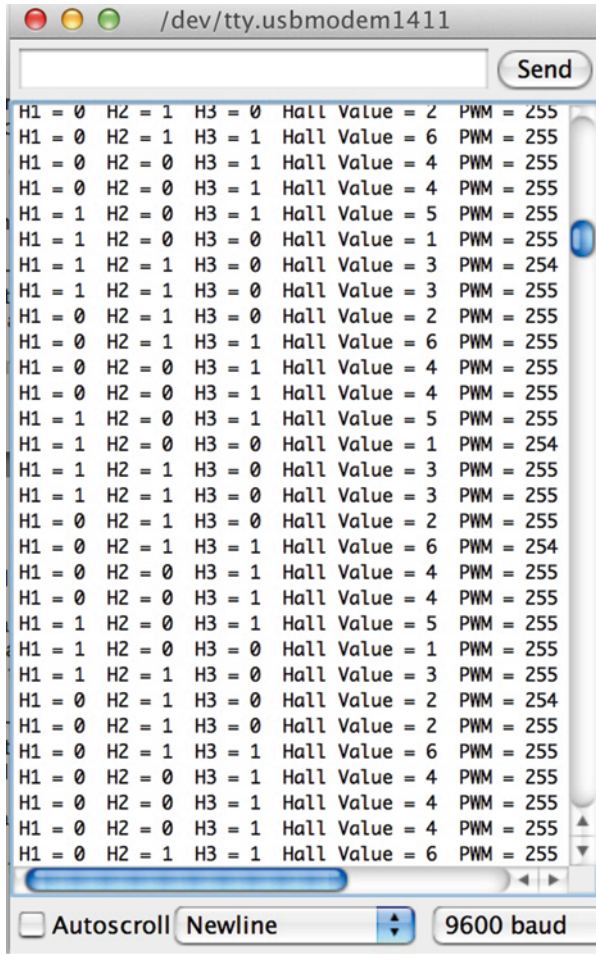 /dev/tty.usbmodem1411
Send
H1 = 0 H2 = 1 H3 = 0 Hall Value = 2 PWM = 255
H1 = 0 H2 = 1 H3 = 1 Hall Value = 6 PWM = 255
H1 = 0 H2 = 0 H3 = 1 Hall Value = 4 PWM = 255
H1 = 0 H2 = 0 H3 = 1 Hall Value = 4 PWM = 255
H1 = 1 H2 = 0 H3 = 1 Hall Value = 5 PWM = 255
H1 = 1 H2 = 0 H3 = 0 Hall Value = 1 PWM = 255
H1 = 1 H2 = 1 H3 = 0 Hall Value = 3 PWM = 254
H1 = 1 H2 = 1 H3 = 0 Hall Value = 3 PWM = 255
H1 = 0 H2 = 1 H3 = 0 Hall Value = 2 PWM = 255
H1 = 0 H2 = 1 H3 = 1 Hall Value = 6 PWM = 255
H1 = 0 H2 = 0 H3 = 1 Hall Value = 4 PWM = 255
H1 = 0 H2 = 0 H3 = 1 Hall Value = 4 PWM = 255
H1 = 1 H2 = 0 H3 = 1 Hall Value = 5 PWM = 255
H1 = 1 H2 = 0 H3 = 0 Hall Value = 1 PWM = 254
H1 = 1 H2 = 1 H3 = 0 Hall Value = 3 PWM = 255
H1 = 1 H2 = 1 H3 = 0 Hall Value = 3 PWM = 255
H1 = 0 H2 = 1 H3 = 0 Hall Value = 2 PWM = 255
H1 = 0 H2 = 1 H3 = 1 Hall Value = 6 PWM = 254
H1 = 0 H2 = 0 H3 = 1 Hall Value = 4 PWM = 255
H1 = 0 H2 = 0 H3 = 1 Hall Value = 4 PWM = 255
H1 = 1 H2 = 0 H3 = 1 Hall Value = 5 PWM = 255
H1 = 1 H2 = 0 H3 = 0 Hall Value = 1 PWM = 255
H1 = 1 H2 = 1 H3 = 0 Hall Value = 3 PWM = 255
H1 = 0 H2 = 1 H3 = 0 Hall Value = 2 PWM = 254
H1 = 0 H2 = 1 H3 = 0 Hall Value = 2 PWM = 255
H1 = 0 H2 = 1 H3 = 1 Hall Value = 6 PWM = 255
H1 = 0 H2 = 0 H3 = 1 Hall Value = 4 PWM = 255
H1 = 0 H2 = 0 H3 = 1 Hall Value = 4 PWM = 255
H1 = 0 H2 = 0 H3 = 1 Hall Value = 4 PWM = 255
H1 = 0 H2 = 1 H3 = 1 Hall Value = 6 PWM = 255
Autoscroll Newline 9600 baud